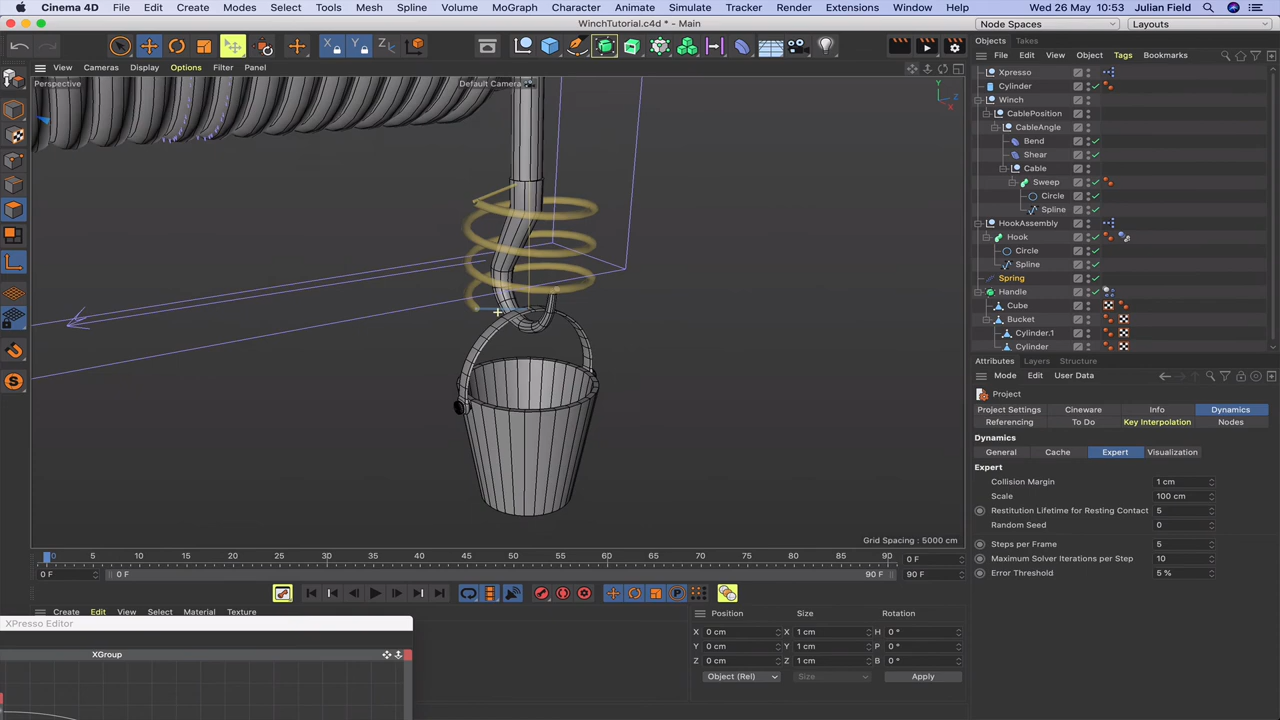 Cinema 4D File Edit Create Modes Select Tools Mesh Spline Volume MoGraph Character Animate Simulate Tracker Render Extensions Window Help Wed 26 May 10:53 Julian Field
WinchTutorial.c4d * - Main
Node Spaces Layouts
Objects Takes
File Edit View Object Tags Bookmarks
View Cameras Display Options Filter Panel
Perspective
Default Camera
Xpresso
Cylinder
Winch
CablePosition
CableAngle
Bend
Shear
Cable
Sweep
Circle
Spline
HookAssembly
Hook
Circle
Spline
Spring
Handle
Cube
Bucket
Cylinder.1
Cylinder
Attributes Layers Structure
Mode Edit User Data
Project
Project Settings Cineware Info Dynamics
Referencing To Do Key Interpolation Nodes
Dynamics
General Cache Expert Visualization
Expert
Collision Margin 1 cm
Scale 100 cm
Restitution Lifetime for Resting Contact 5
Random Seed 0
Steps per Frame 5
Maximum Solver Iterations per Step 10
Error Threshold 5 %
Grid Spacing : 5000 cm
0 5 10 15 20 25 30 35 40 45 50 55 60 65 70 75 80 85 90 0 F
0 F 0 F 90 F 90 F
Create Edit View Select Material Texture
XPresso Editor
XGroup
Position Size Rotation
X 0 cm X 1 cm H 0 °
Y 0 cm Y 1 cm P 0 °
Z 0 cm Z 1 cm B 0 °
Object (Rel) Size Apply